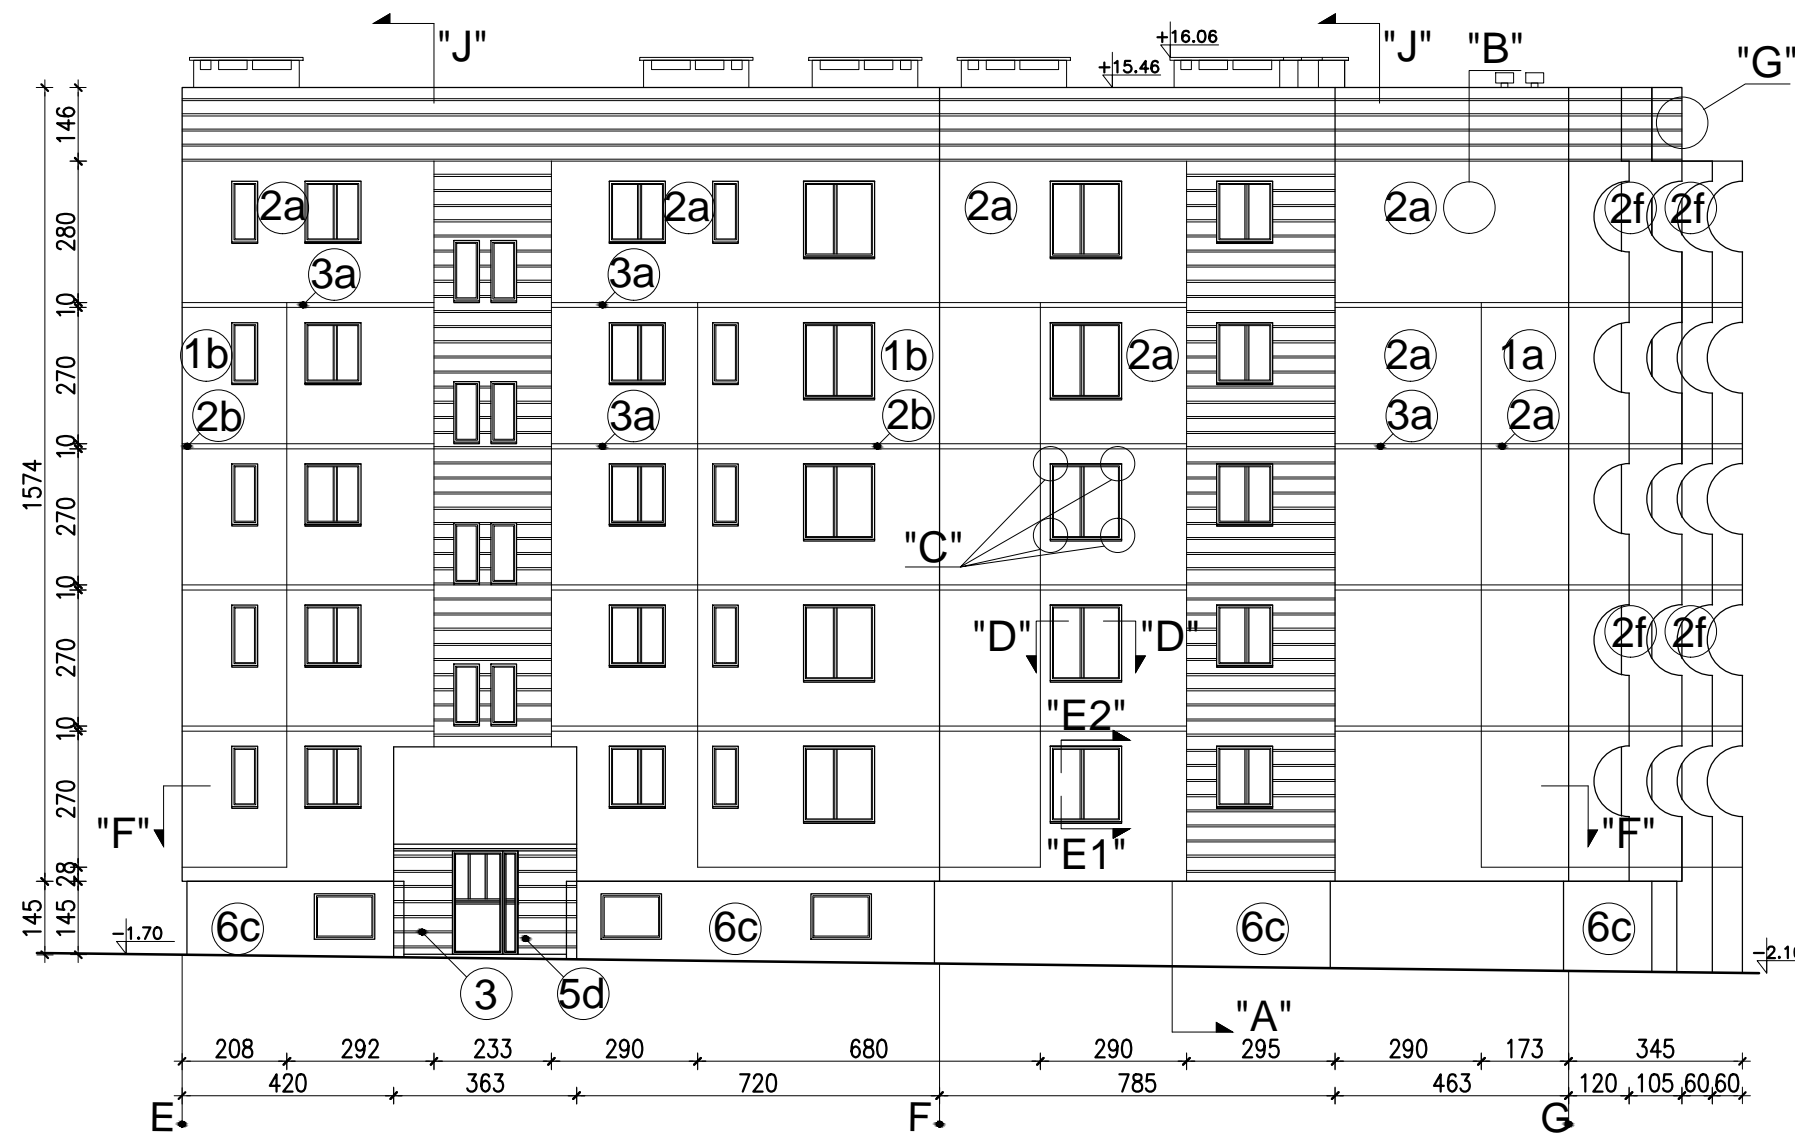 "J"
"J"
"B"
"G"
+16.06
+15.46
146
2a
2a
2a
2a
2f
2f
280
3a
3a
10
1b
1b
2a
2a
1a
270
2b
3a
2b
3a
2a
10
1574
270
"C"
10
2f
2f
"D"
"D"
270
"E2"
10
270
"F"
"F"
"E1"
28
145
145
6c
6c
6c
6c
-1.70
3
5d
"A"
208
292
233
290
680
290
295
290
173
345
420
363
720
785
463
120
105
60
60
E
F
G